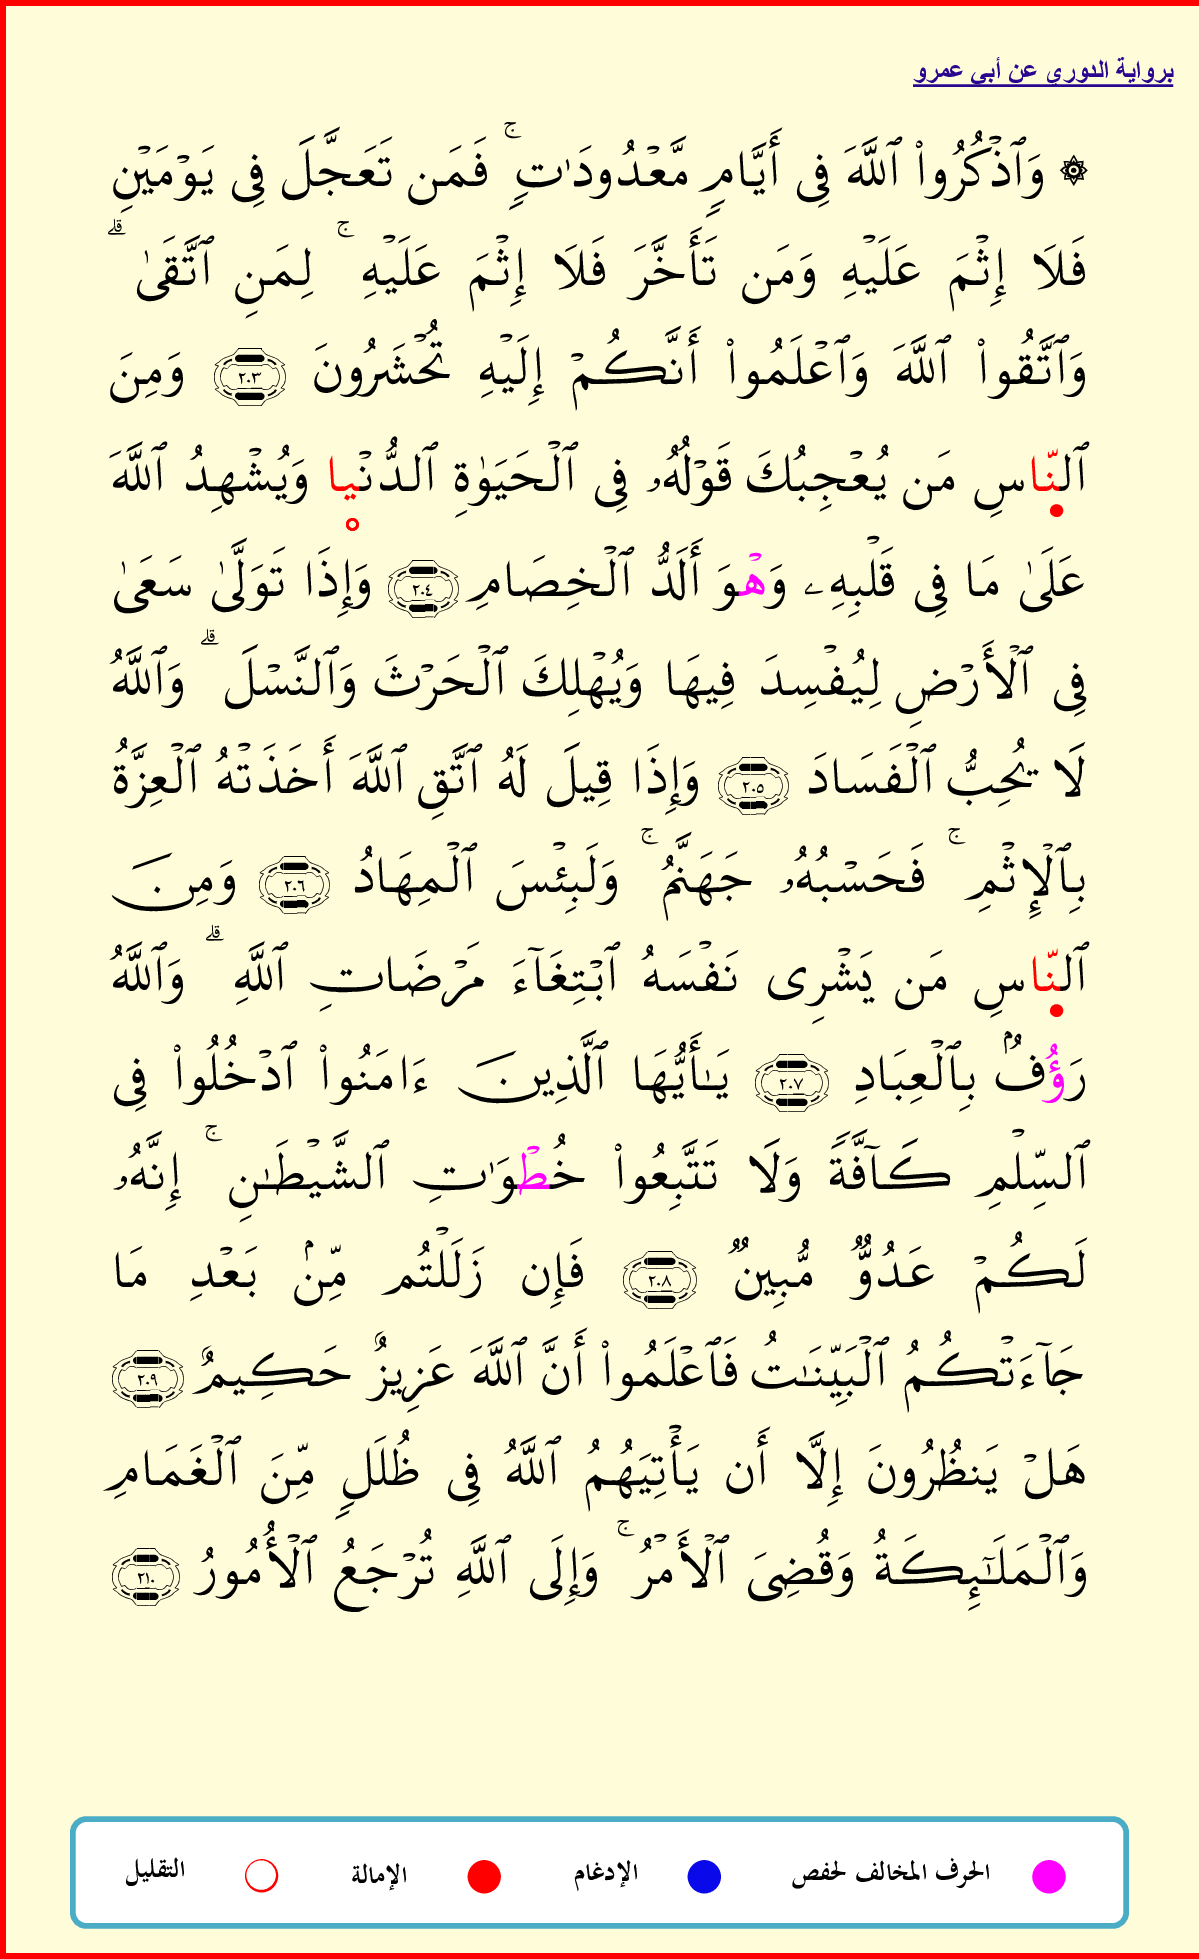 برواية الدوري عن أبي عمرو
۞ وَٱذْكُرُوا۟ ٱللَّهَ فِى أَيَّامٍ مَّعْدُودَٰتٍ ۚ فَمَن تَعَجَّلَ فِى يَوْمَيْنِ
فَلَا إِثْمَ عَلَيْهِ وَمَن تَأَخَّرَ فَلَا إِثْمَ عَلَيْهِ ۚ لِمَنِ ٱتَّقَىٰ ۗ
وَٱتَّقُوا۟ ٱللَّهَ وَٱعْلَمُوا۟ أَنَّكُمْ إِلَيْهِ تُحْشَرُونَ ٢٠٣ وَمِنَ
ٱلنَّاسِ مَن يُعْجِبُكَ قَوْلُهُۥ فِى ٱلْحَيَوٰةِ ٱلدُّنْيا وَيُشْهِدُ ٱللَّهَ
عَلَىٰ مَا فِى قَلْبِهِۦ وَهْوَ أَلَدُّ ٱلْخِصَامِ ٢٠٤ وَإِذَا تَوَلَّىٰ سَعَىٰ
فِى ٱلْأَرْضِ لِيُفْسِدَ فِيهَا وَيُهْلِكَ ٱلْحَرْثَ وَٱلنَّسْلَ ۗ وَٱللَّهُ
لَا يُحِبُّ ٱلْفَسَادَ ٢٠٥ وَإِذَا قِيلَ لَهُ ٱتَّقِ ٱللَّهَ أَخَذَتْهُ ٱلْعِزَّةُ
بِٱلْإِثْمِ ۚ فَحَسْبُهُۥ جَهَنَّمُ ۚ وَلَبِئْسَ ٱلْمِهَادُ ٢٠٦ وَمِنَ
ٱلنَّاسِ مَن يَشْرِى نَفْسَهُ ٱبْتِغَآءَ مَرْضَاتِ ٱللَّهِ ۗ وَٱللَّهُ
رَؤُفٌۢ بِٱلْعِبَادِ ٢٠٧ يَـٰأَيُّهَا ٱلَّذِينَ ءَامَنُوا۟ ٱدْخُلُوا۟ فِى
ٱلسِّلْمِ كَآفَّةً وَلَا تَتَّبِعُوا۟ خُطْوَٰتِ ٱلشَّيْطَـٰنِ ۚ إِنَّهُۥ
لَكُمْ عَدُوٌّ مُّبِينٌ ٢٠٨ فَإِن زَلَلْتُم مِّنۢ بَعْدِ مَا
جَآءَتْكُمُ ٱلْبَيِّنَـٰتُ فَٱعْلَمُوا۟ أَنَّ ٱللَّهَ عَزِيزٌ حَكِيمٌ ٢٠٩
هَلْ يَنظُرُونَ إِلَّا أَن يَأْتِيَهُمُ ٱللَّهُ فِى ظُلَلٍ مِّنَ ٱلْغَمَامِ
وَٱلْمَلَـٰٓئِكَةُ وَقُضِىَ ٱلْأَمْرُ ۚ وَإِلَى ٱللَّهِ تُرْجَعُ ٱلْأُمُورُ ٢١٠
الحرف المخالف لحفص الإدغام الإمالة التقليل